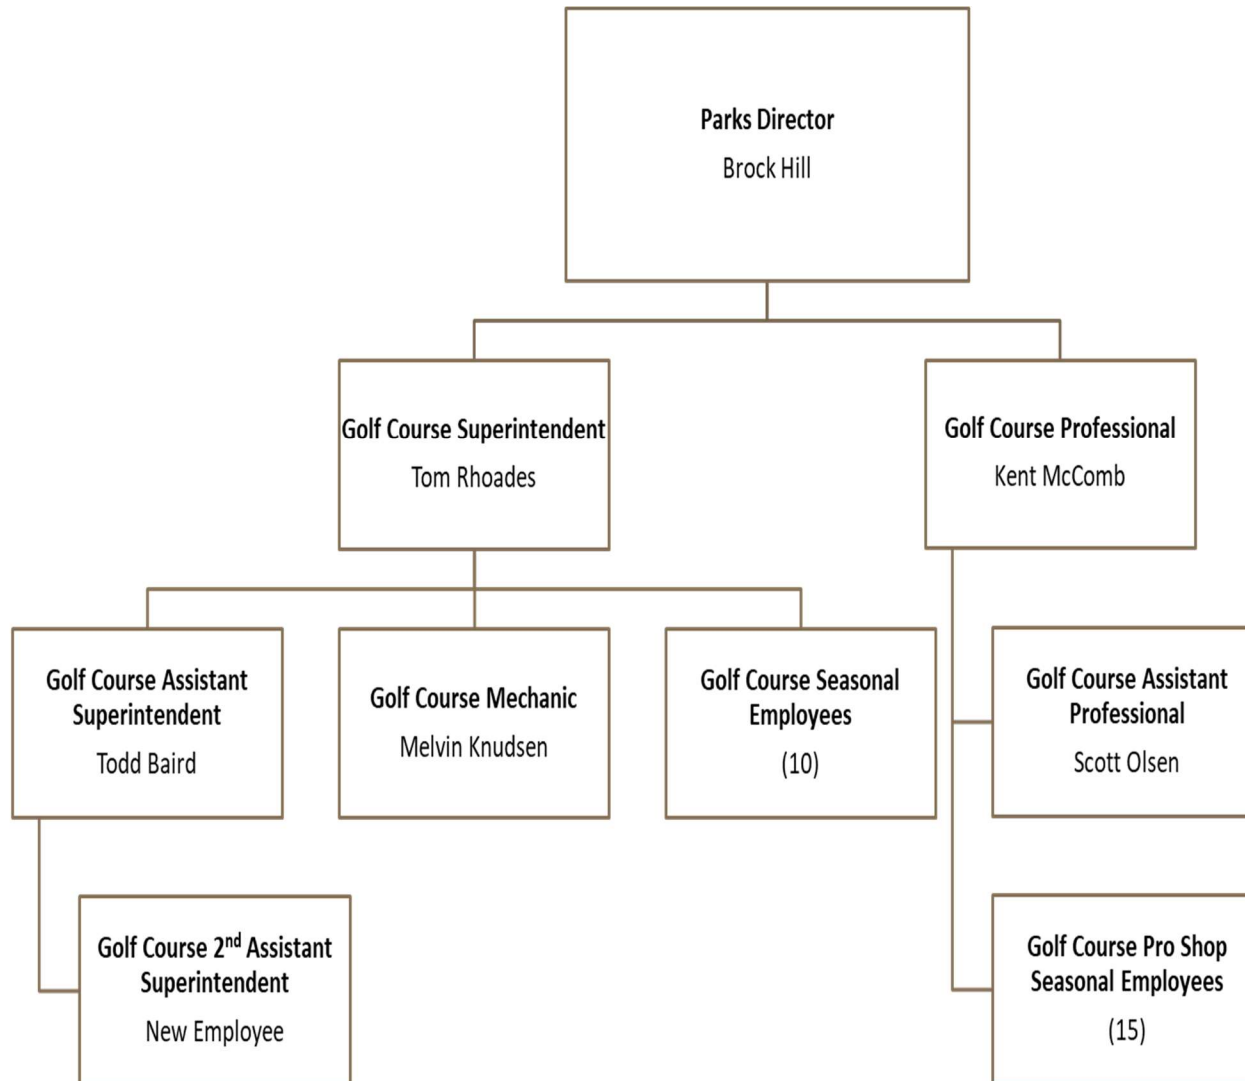 Parks Director
Brock Hill
Golf Course Superintendent
Tom Rhoades
Golf Course Professional
Kent McComb
Golf Course Assistant
Superintendent
Todd Baird
Golf Course Mechanic
Melvin Knudsen
Golf Course Seasonal
Employees
(10)
Golf Course Assistant
Professional
Scott Olsen
Golf Course 2nd Assistant
Superintendent
New Employee
Golf Course Pro Shop
Seasonal Employees
(15)